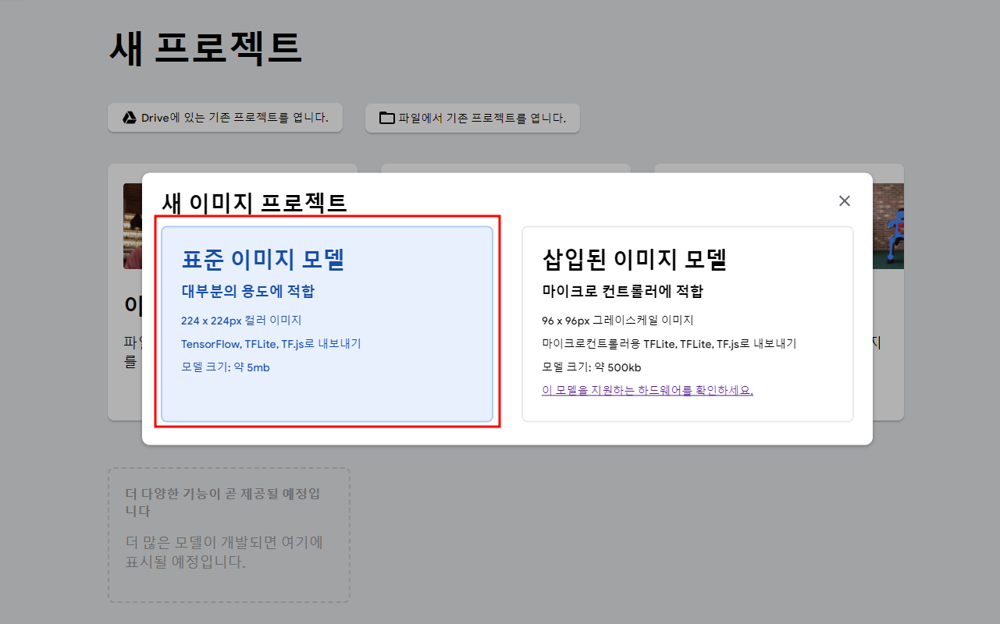 새 프로젝트
Drive에 있는 기존 프로젝트를 엽니다.
파일에서 기존 프로젝트를 엽니다.
새 이미지 프로젝트
표준 이미지 모델
대부분의 용도에 적합
224 x 224px 컬러 이미지
TensorFlow, TFLite, TF.js로 내보내기
모델 크기: 약 5mb
삽입된 이미지 모델
마이크로 컨트롤러에 적합
96 x 96px 그레이스케일 이미지
마이크로컨트롤러용 TFLite, TFLite, TF.js로 내보내기
모델 크기: 약 500kb
이 모델을 지원하는 하드웨어를 확인하세요.
이
를
지
더 다양한 기능이 곧 제공될 예정입
니다
더 많은 모델이 개발되면 여기에
표시될 예정입니다.